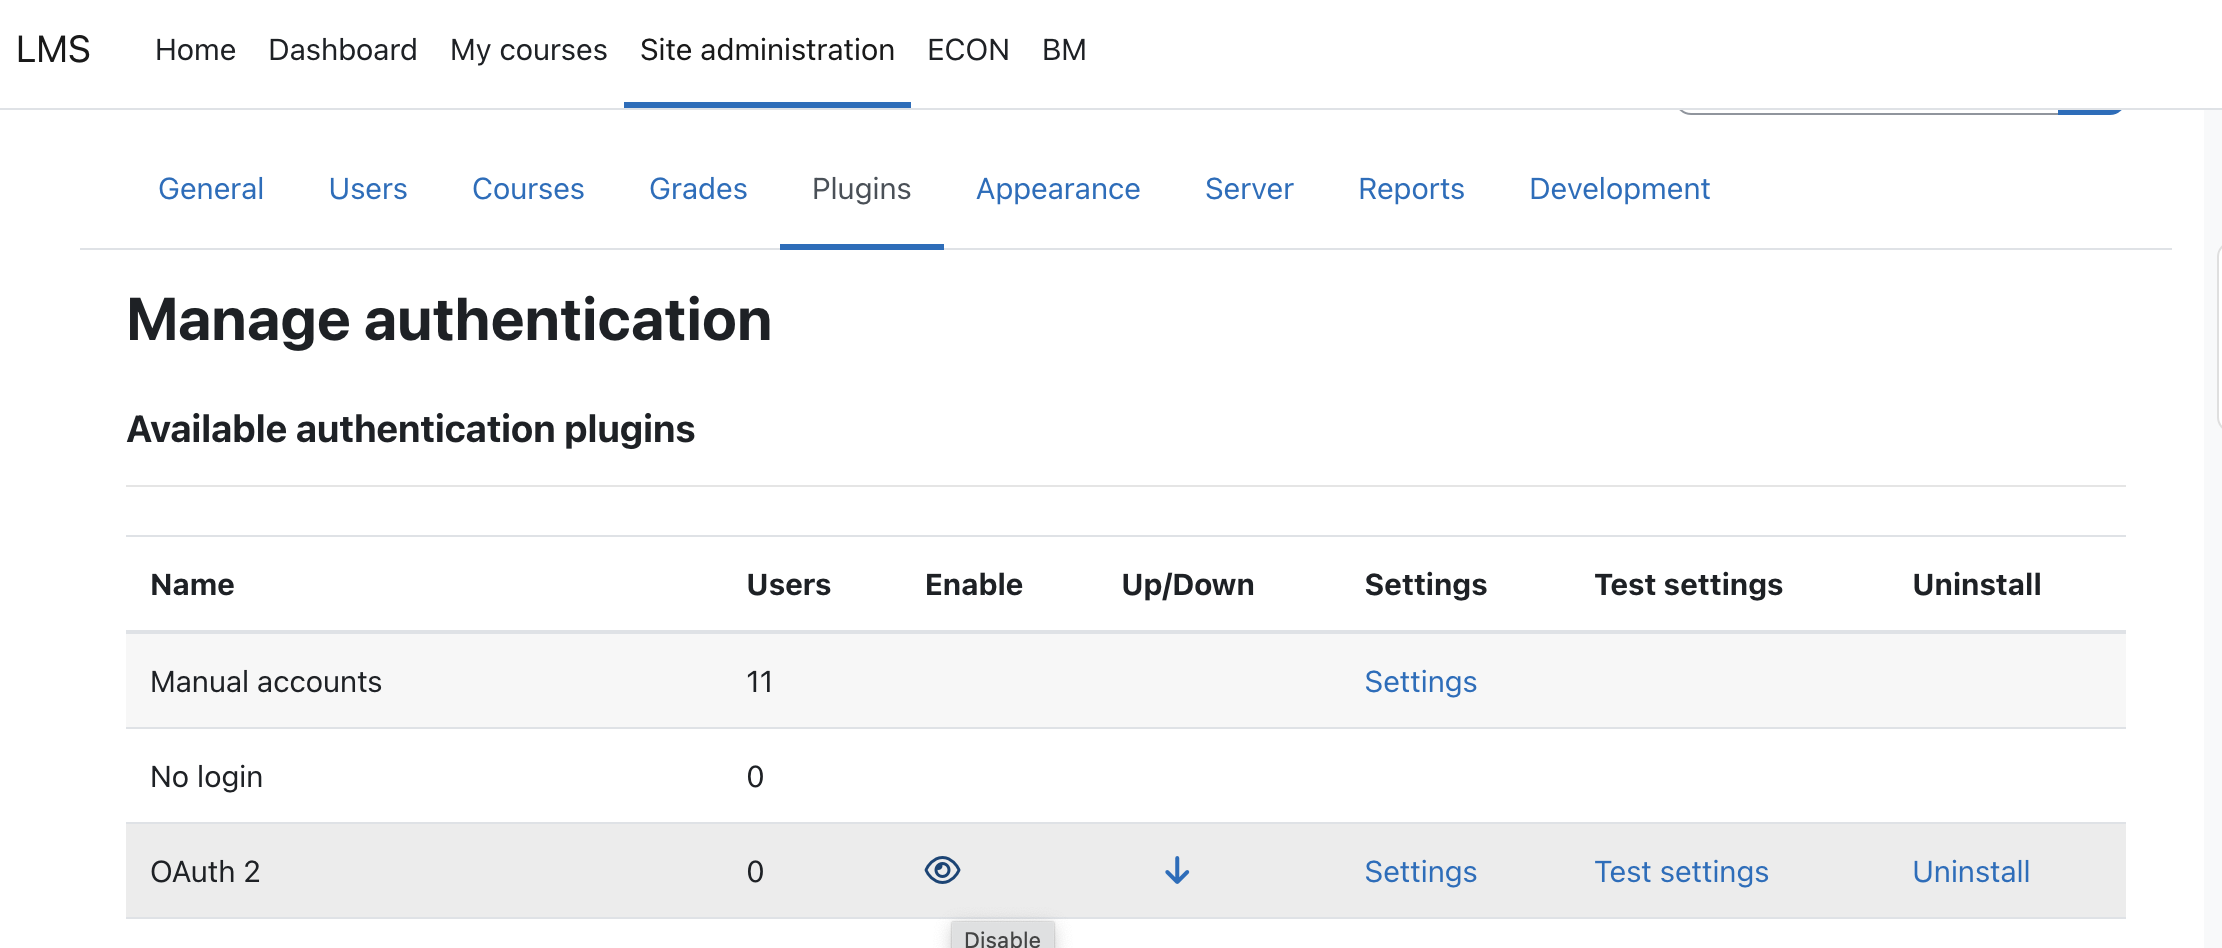 LMS Home Dashboard My courses Site administration ECON BM
General Users Courses Grades Plugins Appearance Server Reports Development
Manage authentication
Available authentication plugins
Name Users Enable Up/Down Settings Test settings Uninstall
Manual accounts 11 Settings
No login 0
OAuth 2 0 Settings Test settings Uninstall
Disable